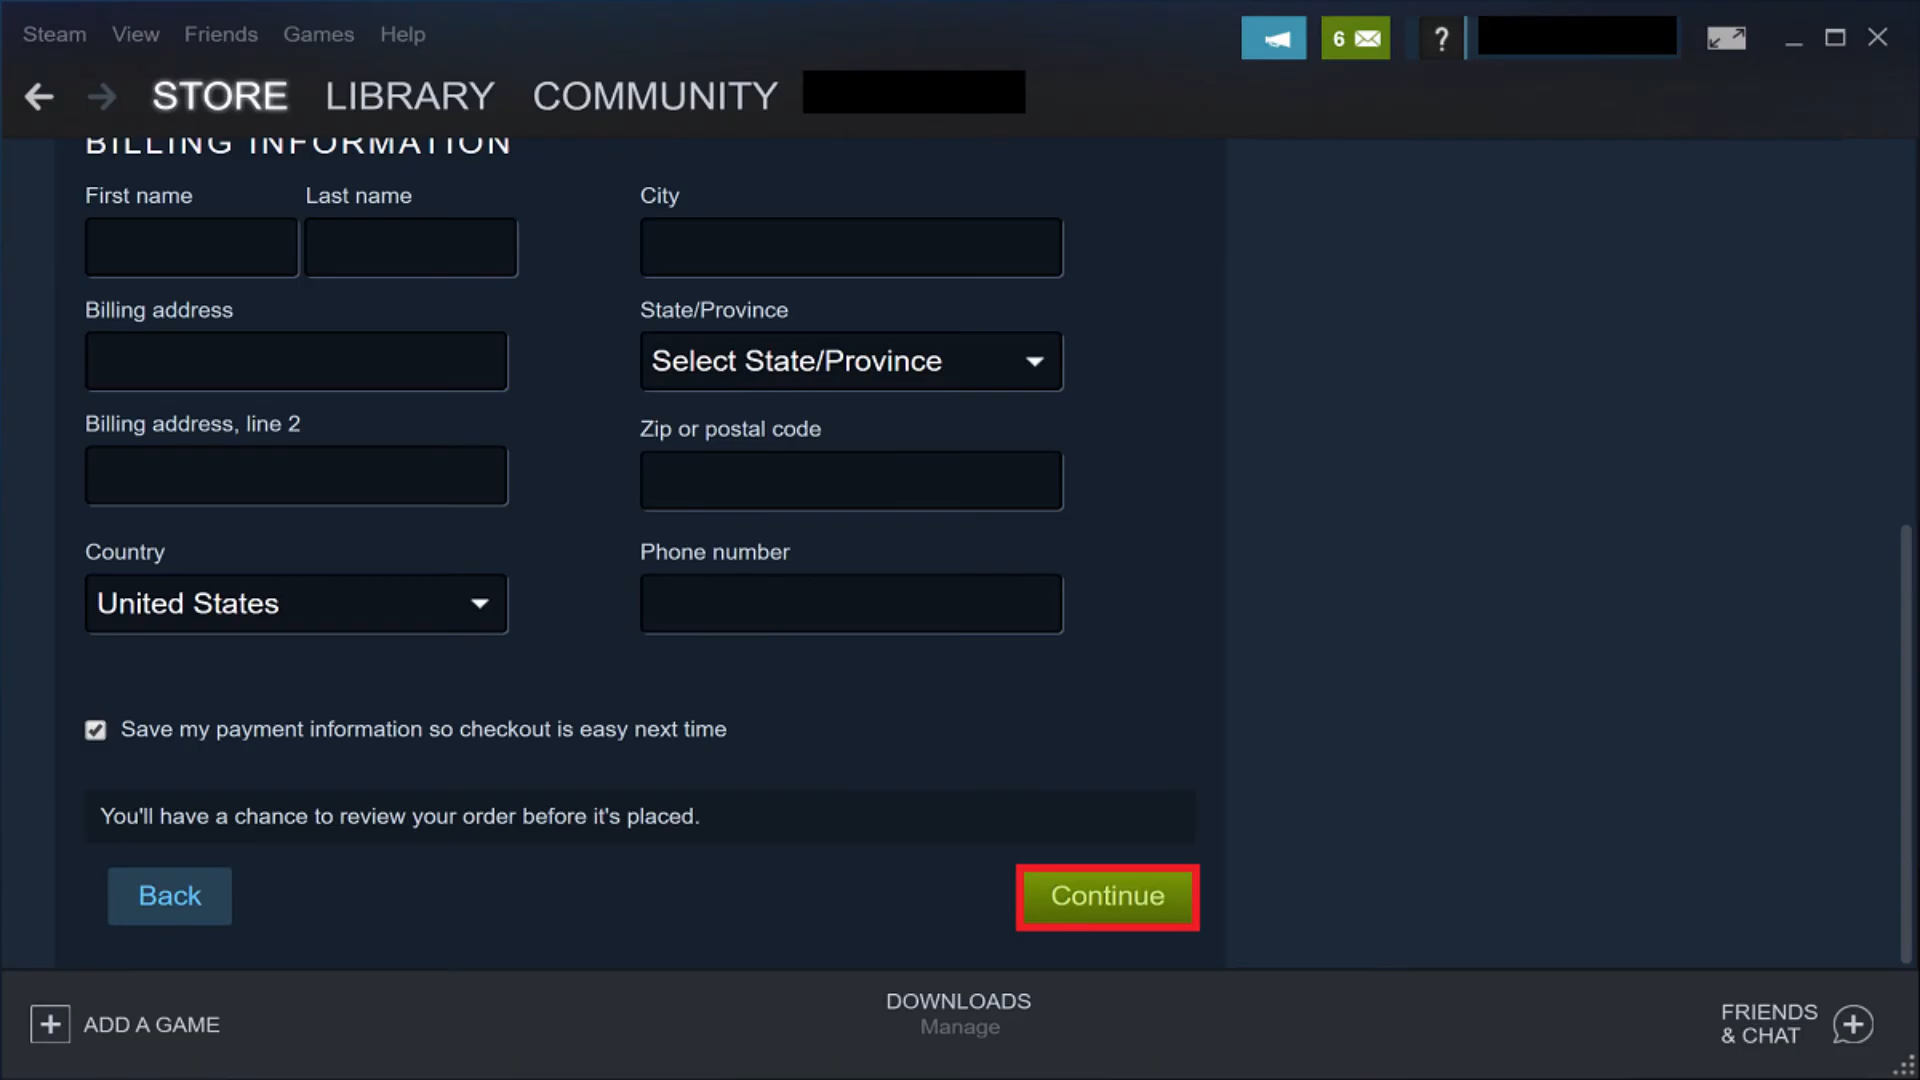 Steam View Friends Games Help
6
?
STORE LIBRARY COMMUNITY
BILLING INFORMATION
First name Last name City
Billing address State/Province
Select State/Province
Billing address, line 2 Zip or postal code
Country Phone number
United States
Save my payment information so checkout is easy next time
You'll have a chance to review your order before it's placed.
Back Continue
DOWNLOADS
Manage
ADD A GAME
FRIENDS
& CHAT